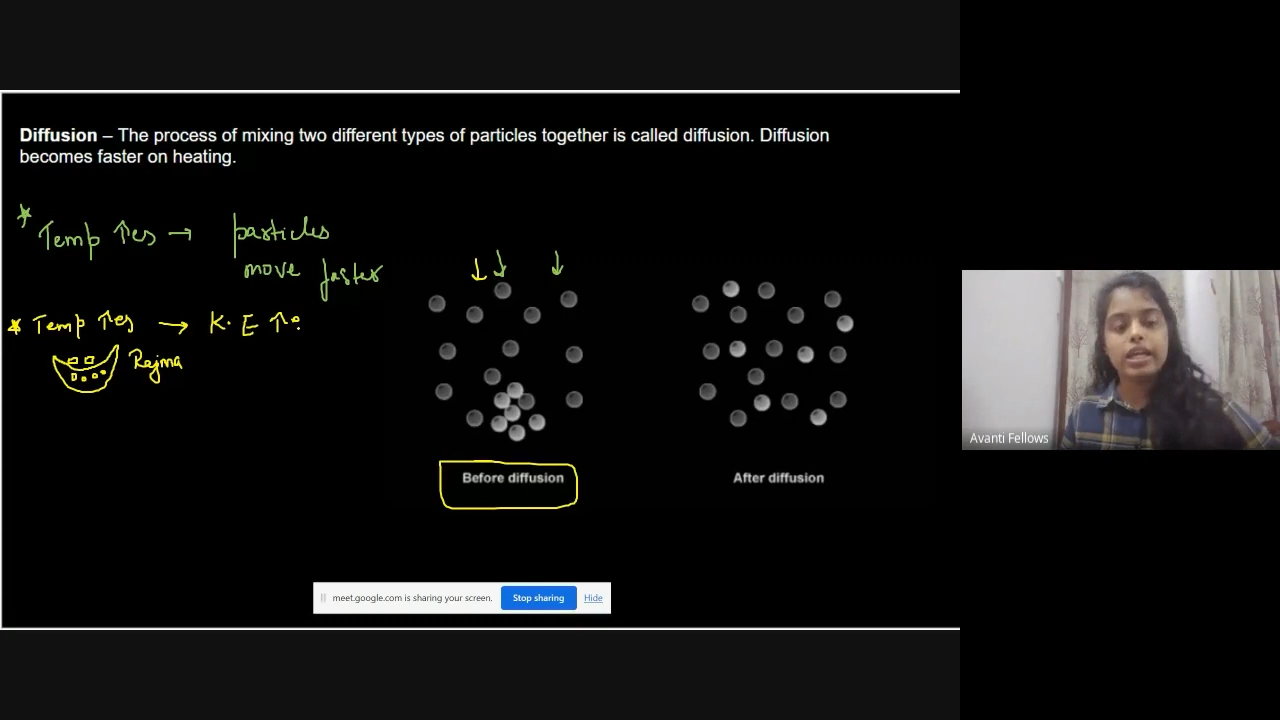 Diffusion – The process of mixing two different types of particles together is called diffusion. Diffusion
becomes faster on heating.
* Temp ↑es → particles
move faster
* Temp ↑es → K.E ↑s
Rajma
Before diffusion
After diffusion
Avanti Fellows
meet.google.com is sharing your screen. Stop sharing Hide